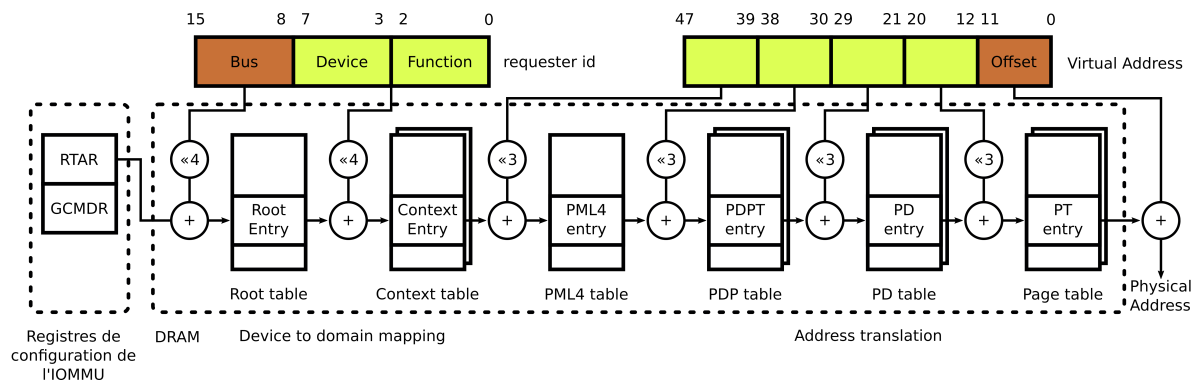 15 8 7 3 2 0 47 39 38 30 29 21 20 12 11 0
Bus Device Function requester id Offset Virtual Address
RTAR «4 «4 «3 «3 «3 «3
GCMDR + Root Entry + Context Entry + PML4 entry + PDPT entry + PD entry + PT entry +
Root table Context table PML4 table PDP table PD table Page table Physical Address
Registres de configuration de l'IOMMU
DRAM Device to domain mapping Address translation